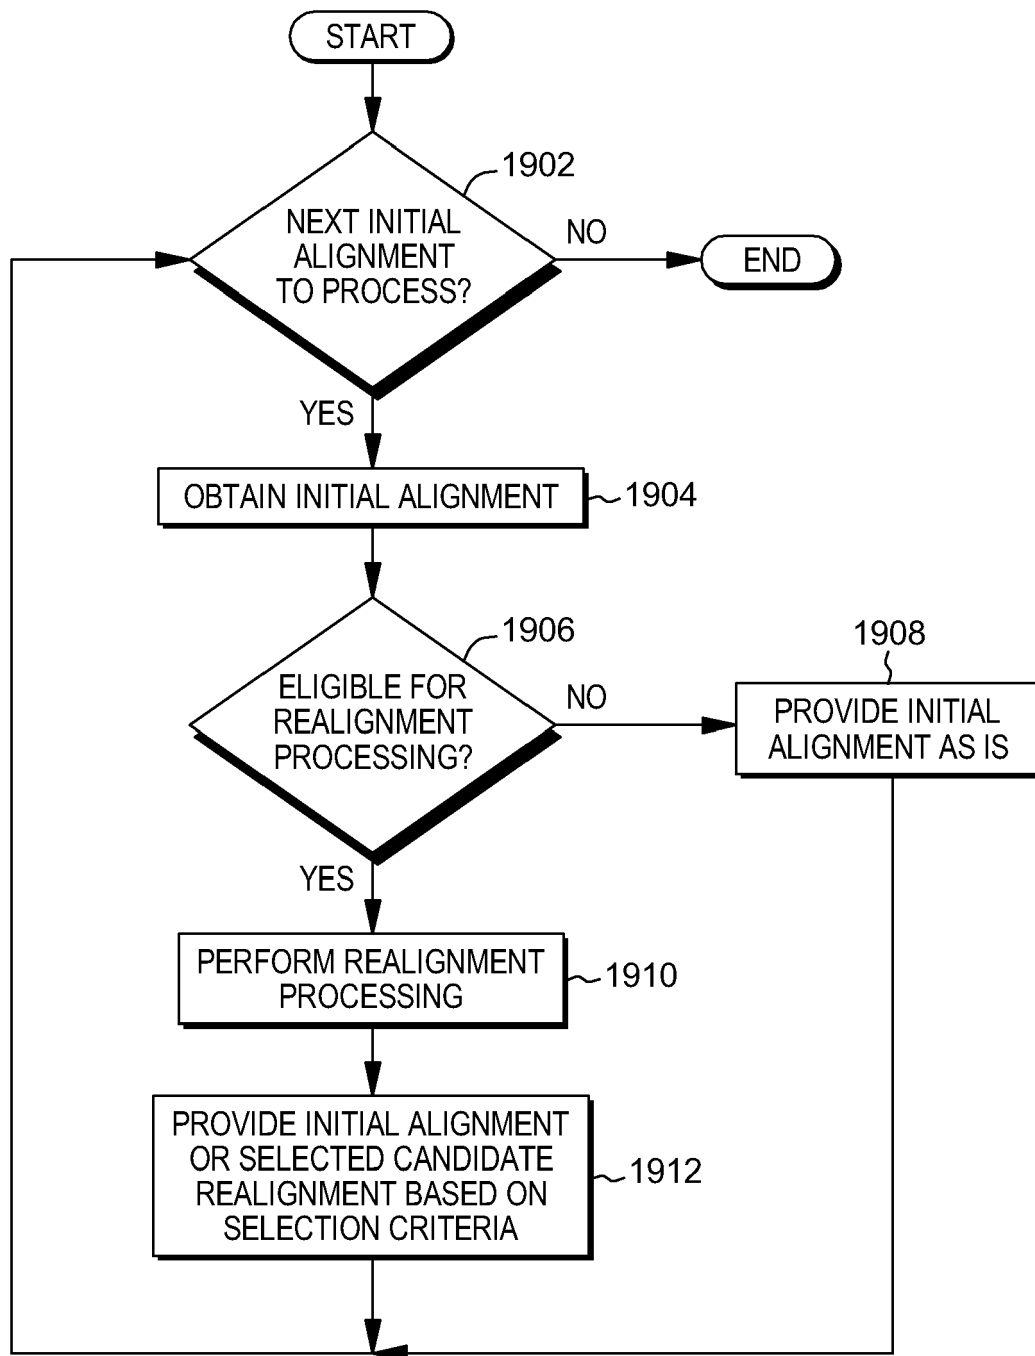 START
1902
NEXT INITIAL
ALIGNMENT
TO PROCESS?
NO
END
YES
OBTAIN INITIAL ALIGNMENT
1904
1906
ELIGIBLE FOR
REALIGNMENT
PROCESSING?
NO
1908
PROVIDE INITIAL
ALIGNMENT AS IS
YES
PERFORM REALIGNMENT
PROCESSING
1910
PROVIDE INITIAL ALIGNMENT
OR SELECTED CANDIDATE
REALIGNMENT BASED ON
SELECTION CRITERIA
1912